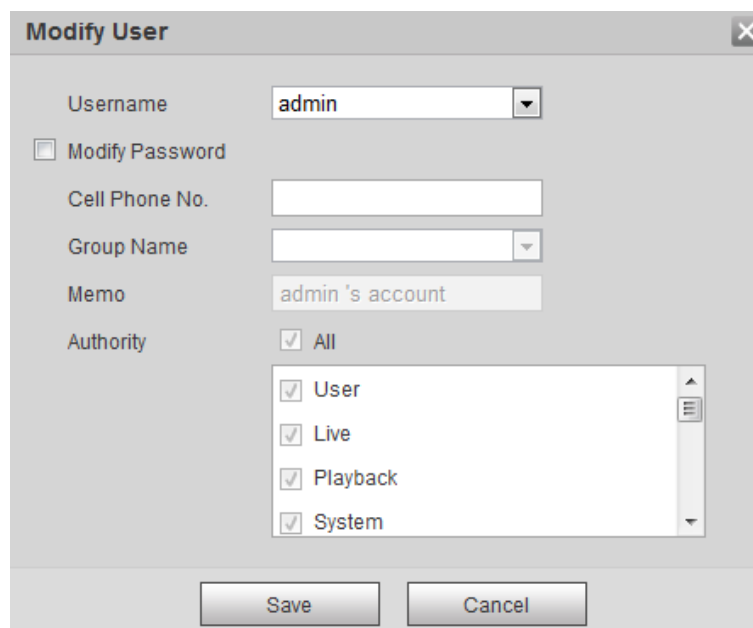 Modify User
Username admin
Modify Password
Cell Phone No.
Group Name
Memo admin 's account
Authority All
User
Live
Playback
System
Save Cancel